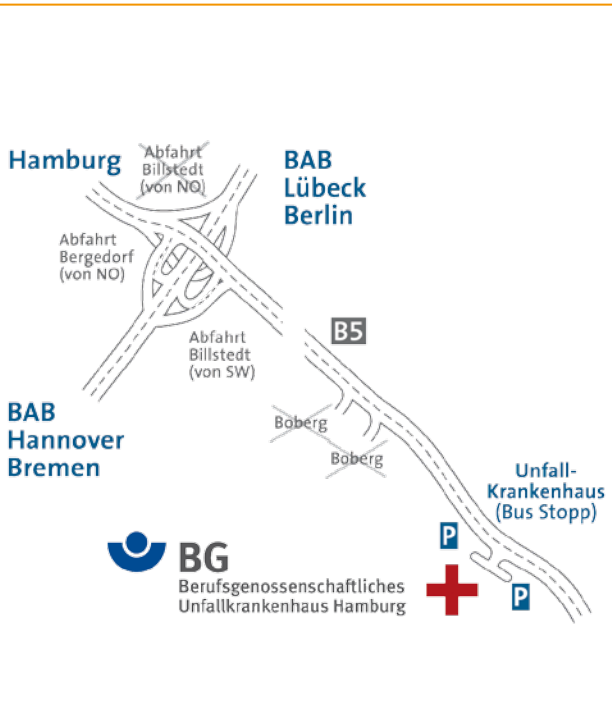 Hamburg
Abfahrt
Billstedt
(von NO)
BAB
Lübeck
Berlin
Abfahrt
Bergedorf
(von NO)
B5
Abfahrt
Billstedt
(von SW)
BAB
Hannover
Bremen
Boberg
Boberg
Unfall-
Krankenhaus
(Bus Stopp)
P
BG
Berufsgenossenschaftliches
Unfallkrankenhaus Hamburg
P